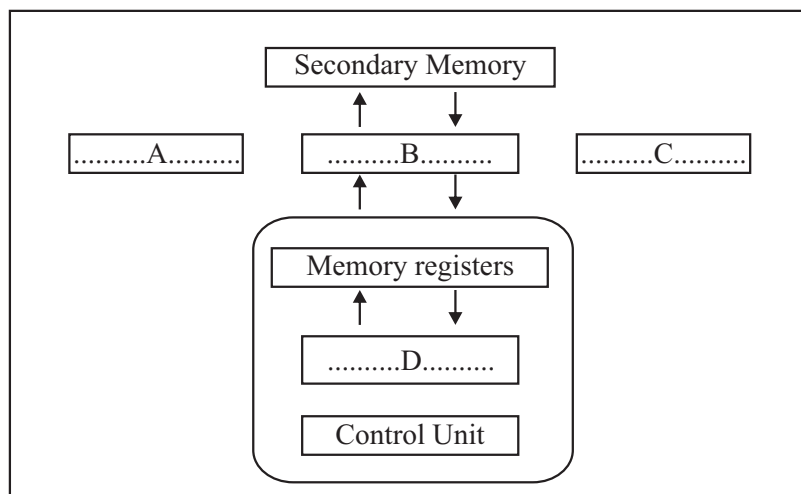 Secondary Memory
..........A..........
..........B..........
..........C..........
Memory registers
..........D..........
Control Unit